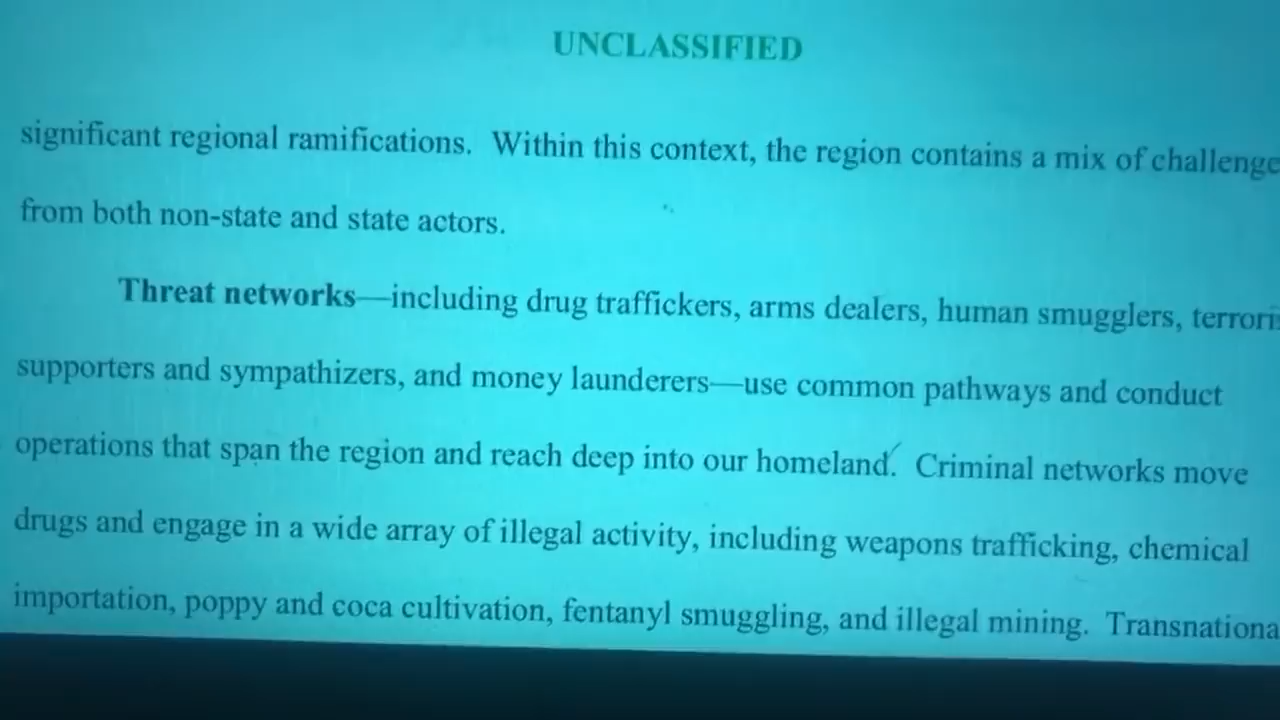 UNCLASSIFIED
significant regional ramifications. Within this context, the region contains a mix of challenge
from both non-state and state actors.
Threat networks—including drug traffickers, arms dealers, human smugglers, terroris
supporters and sympathizers, and money launderers—use common pathways and conduct
operations that span the region and reach deep into our homeland. Criminal networks move
drugs and engage in a wide array of illegal activity, including weapons trafficking, chemical
importation, poppy and coca cultivation, fentanyl smuggling, and illegal mining. Transnationa